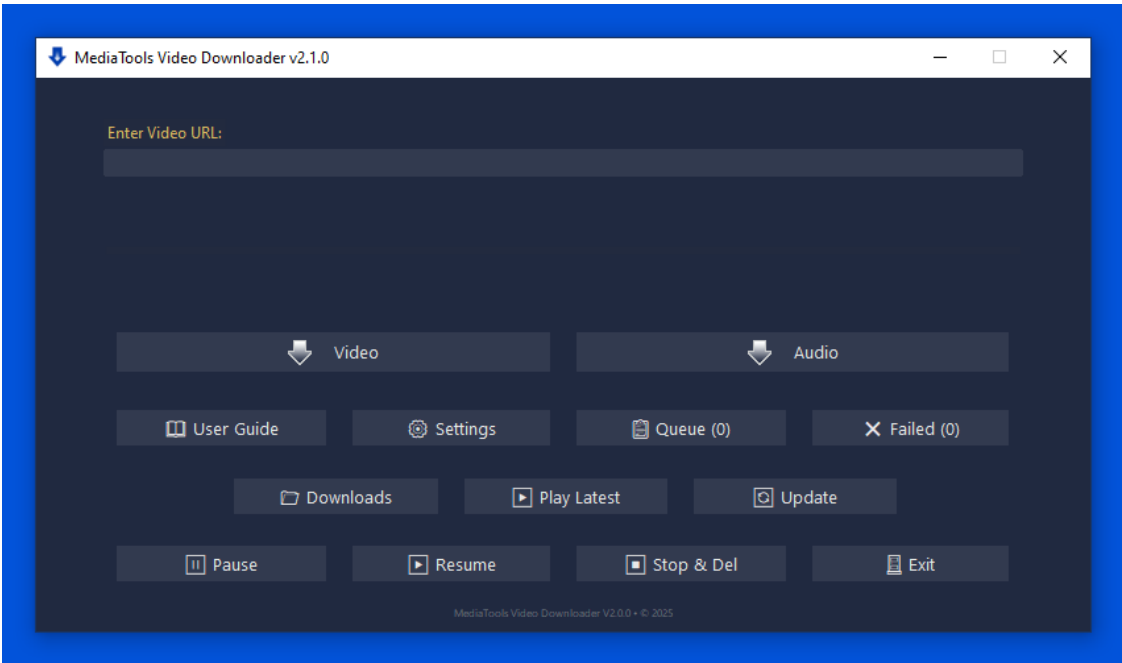 MediaTools Video Downloader v2.1.0
Enter Video URL:
Video Audio
User Guide Settings Queue (0) Failed (0)
Downloads Play Latest Update
Pause Resume Stop & Del Exit
MediaTools Video Downloader V2.0.0 • © 2025